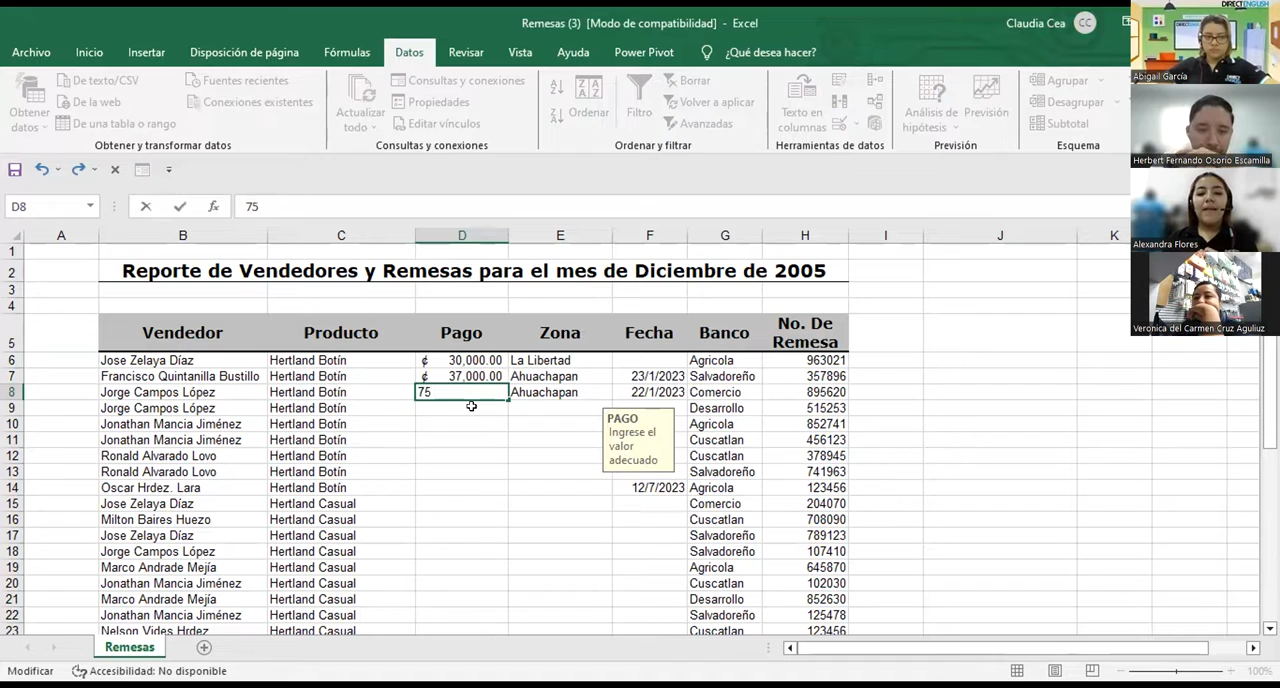 Remesas (3) [Modo de compatibilidad] - Excel
Claudia Cea CC
Archivo Inicio Insertar Disposición de página Fórmulas Datos Revisar Vista Ayuda Power Pivot ¿Qué desea hacer?
Obtener datos
De texto/CSV
De la web
De una tabla o rango
Fuentes recientes
Conexiones existentes
Obtener y transformar datos
Actualizar todo
Consultas y conexiones
Propiedades
Editar vínculos
Consultas y conexiones
Ordenar
Filtro
Borrar
Volver a aplicar
Avanzadas
Ordenar y filtrar
Texto en columnas
Herramientas de datos
Análisis de hipótesis
Previsión
Previsión
Agrupar
Desagrupar
Subtotal
Esquema
DIRECTENGLISH
Abigail García
Herbert Fernando Osorio Escamilla
Alexandra Flores
Veronica del Carmen Cruz Aguiluz
D8 fx 75
A B C D E F G H I J K
1
2 Reporte de Vendedores y Remesas para el mes de Diciembre de 2005
3
4
5 Vendedor Producto Pago Zona Fecha Banco No. De Remesa
6 Jose Zelaya Díaz Hertland Botín ¢ 30,000.00 La Libertad Agricola 963021
7 Francisco Quintanilla Bustillo Hertland Botín ¢ 37,000.00 Ahuachapan 23/1/2023 Salvadoreño 357896
8 Jorge Campos López Hertland Botín 75 Ahuachapan 22/1/2023 Comercio 895620
9 Jorge Campos López Hertland Botín Desarrollo 515253
10 Jonathan Mancia Jiménez Hertland Botín Agricola 852741
11 Jonathan Mancia Jiménez Hertland Botín Cuscatlan 456123
12 Ronald Alvarado Lovo Hertland Botín Cuscatlan 378945
13 Ronald Alvarado Lovo Hertland Botín Salvadoreño 741963
14 Oscar Hrdez. Lara Hertland Botín 12/7/2023 Agricola 123456
15 Jose Zelaya Díaz Hertland Casual Comercio 204070
16 Milton Baires Huezo Hertland Casual Cuscatlan 708090
17 Jose Zelaya Díaz Hertland Casual Salvadoreño 789123
18 Jorge Campos López Hertland Casual Salvadoreño 107410
19 Marco Andrade Mejía Hertland Casual Agricola 645870
20 Jonathan Mancia Jiménez Hertland Casual Cuscatlan 102030
21 Marco Andrade Mejía Hertland Casual Desarrollo 852630
22 Jonathan Mancia Jiménez Hertland Casual Salvadoreño 125478
23 Nelson Vides Hrdez Hertland Casual Cuscatlan 123456
PAGO
Ingrese el
valor
adecuado
Remesas
Modificar Accesibilidad: No disponible 100%